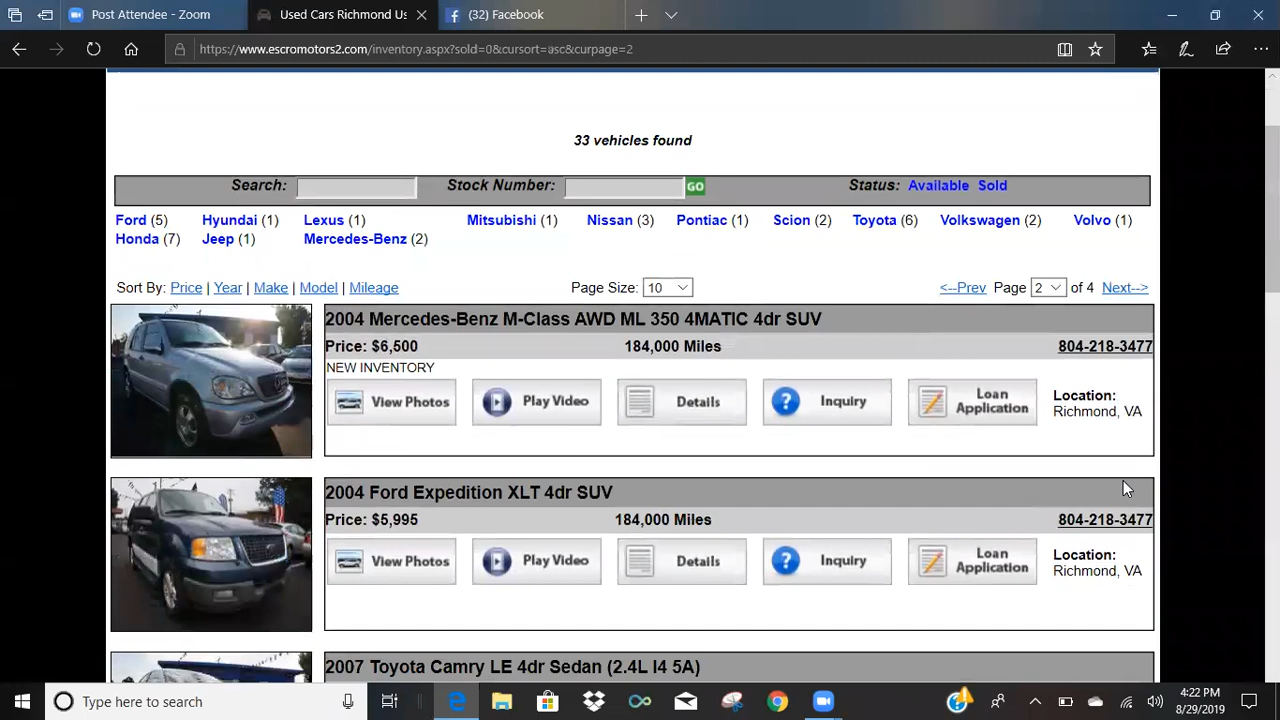 Post Attendee - Zoom
Used Cars Richmond Us
(32) Facebook
https://www.escromotors2.com/inventory.aspx?sold=0&cursort=asc&curpage=2
33 vehicles found
Search: Stock Number: GO Status: Available Sold
Ford (5) Hyundai (1) Lexus (1) Mitsubishi (1) Nissan (3) Pontiac (1) Scion (2) Toyota (6) Volkswagen (2) Volvo (1)
Honda (7) Jeep (1) Mercedes-Benz (2)
Sort By: Price | Year | Make | Model | Mileage Page Size: 10 <--Prev Page 2 of 4 Next-->
2004 Mercedes-Benz M-Class AWD ML 350 4MATIC 4dr SUV
Price: $6,500 184,000 Miles 804-218-3477
NEW INVENTORY
View Photos Play Video Details Inquiry Loan Application Location: Richmond, VA
2004 Ford Expedition XLT 4dr SUV
Price: $5,995 184,000 Miles 804-218-3477
View Photos Play Video Details Inquiry Loan Application Location: Richmond, VA
2007 Toyota Camry LE 4dr Sedan (2.4L I4 5A)
Type here to search
4:22 PM
8/29/2019